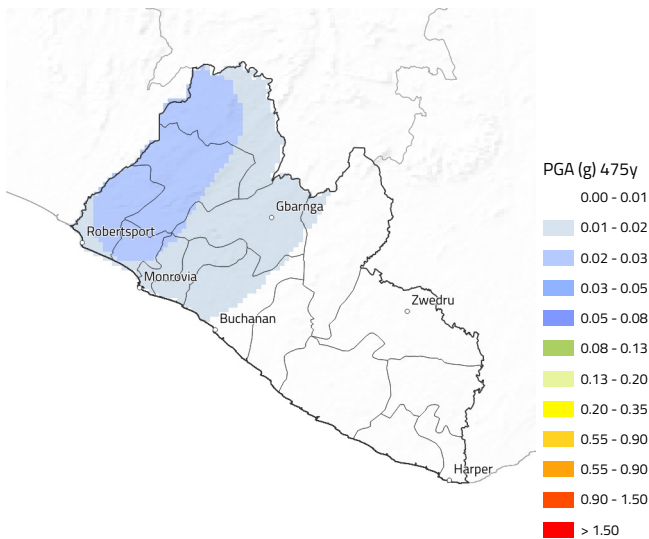 PGA (g) 475y
0.00 - 0.01
0.01 - 0.02
0.02 - 0.03
0.03 - 0.05
0.05 - 0.08
0.08 - 0.13
0.13 - 0.20
0.20 - 0.35
0.55 - 0.90
0.55 - 0.90
0.90 - 1.50
> 1.50
Gbarnga
Robertsport
Monrovia
Zwedru
Buchanan
Harper